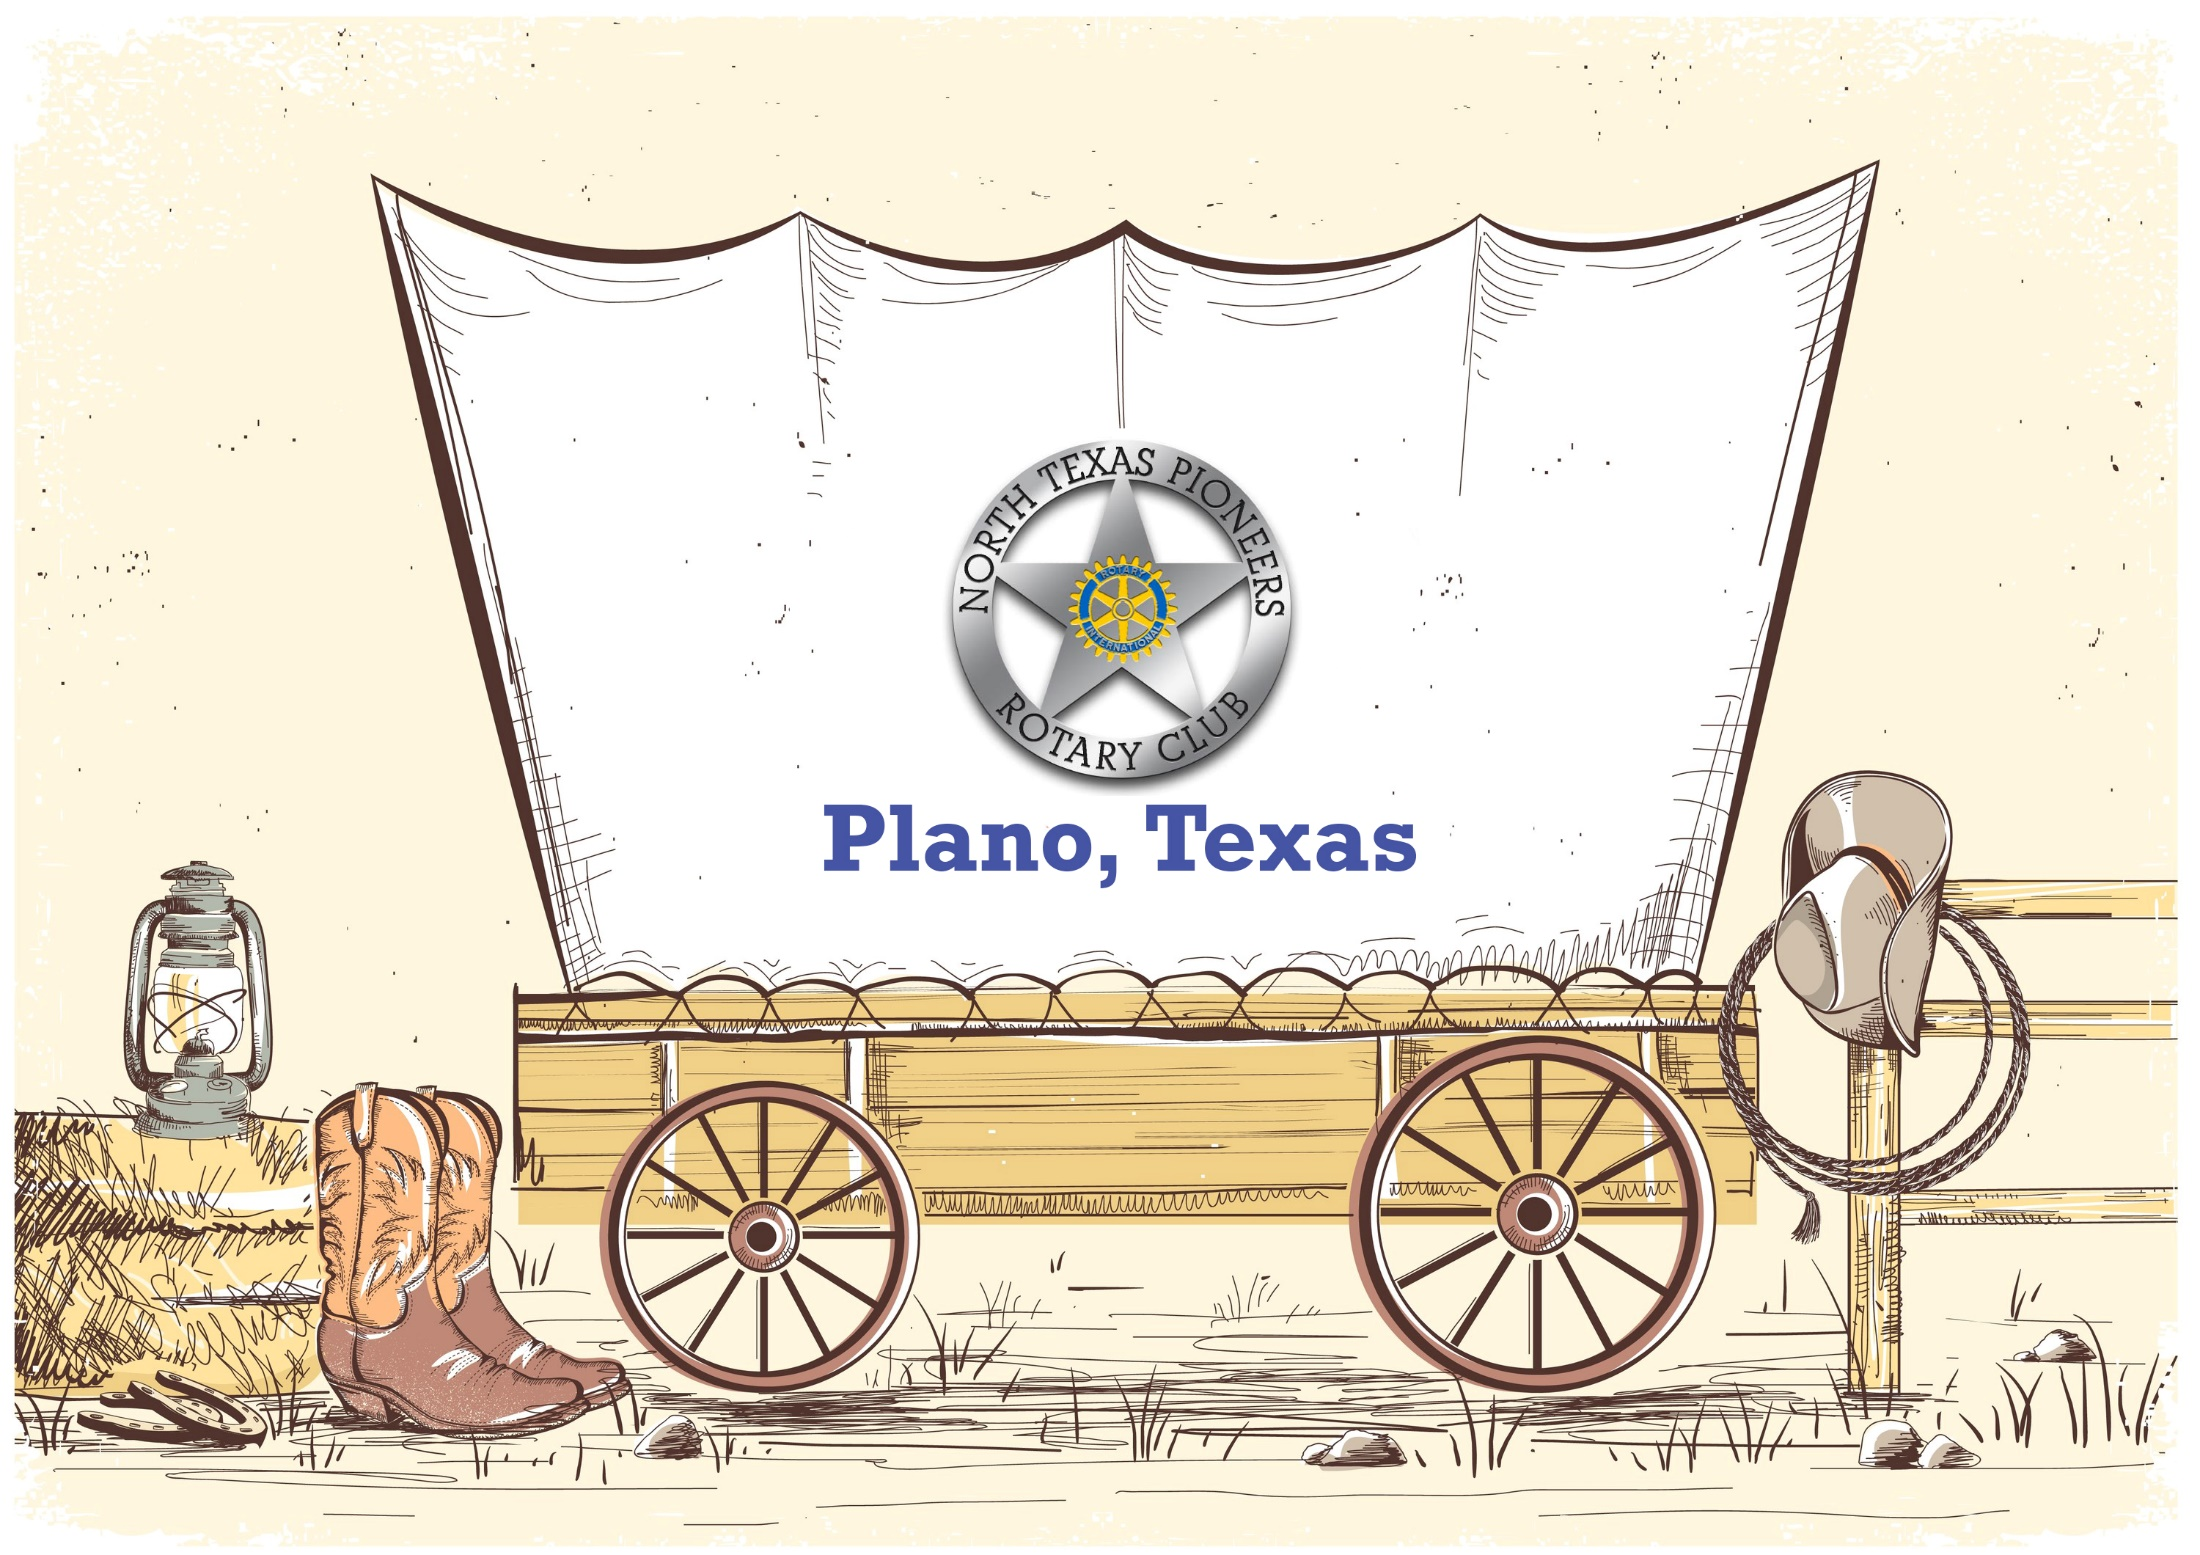 NORTH TEXAS PIONEERS
ROTARY
INTERNATIONAL
ROTARY CLUB
Plano, Texas